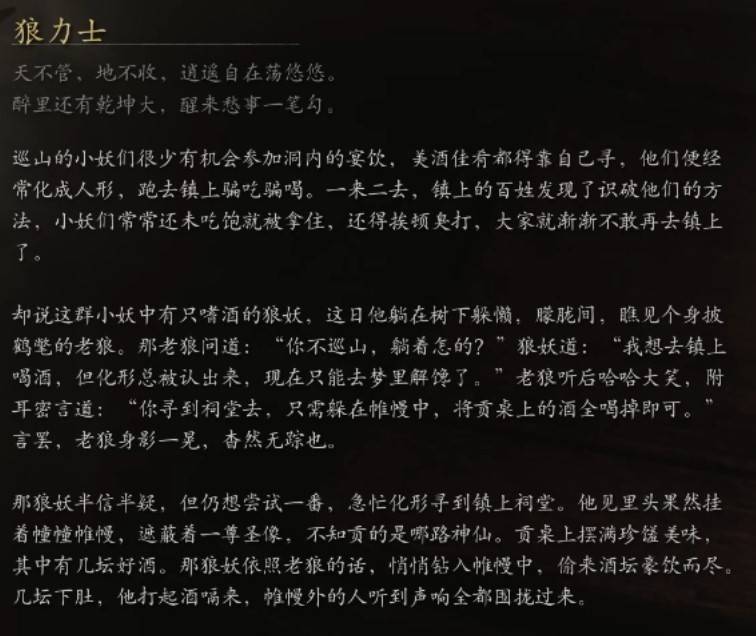 狼力士
天不管，地不收，逍遥自在荡悠悠。
醉里还有乾坤大，醒来愁事一笔勾。
巡山的小妖们很少有机会参加洞内的宴饮，美酒佳肴都得靠自己寻，他们便经
常化成人形，跑去镇上骗吃骗喝。一来二去，镇上的百姓发现了识破他们的方
法，小妖们常常还未吃饱就被拿住，还得挨顿臭打，大家就渐渐不敢再去镇上
了。
却说这群小妖中有只嗜酒的狼妖，这日他躺在树下躲懒，朦胧间，瞧见个身披
鹤氅的老狼。那老狼问道：“你不巡山，躺着怎的？”狼妖道：“我想去镇上
喝酒，但化形总被认出来，现在只能去梦里解馋了。”老狼听后哈哈大笑，附
耳密言道：“你寻到祠堂去，只需躲在帷幔中，将贡桌上的酒全喝掉即可。”
言罢，老狼身影一晃，杳然无踪也。
那狼妖半信半疑，但仍想尝试一番，急忙化形寻到镇上祠堂。他见里头果然挂
着幢幢帷幔，遮蔽着一尊圣像，不知贡的是哪路神仙。贡桌上摆满珍馐美味，
其中有几坛好酒。那狼妖依照老狼的话，悄悄钻入帷幔中，偷来酒坛豪饮而尽。
几坛下肚，他打起酒嗝来，帷幔外的人听到声响全都围拢过来。